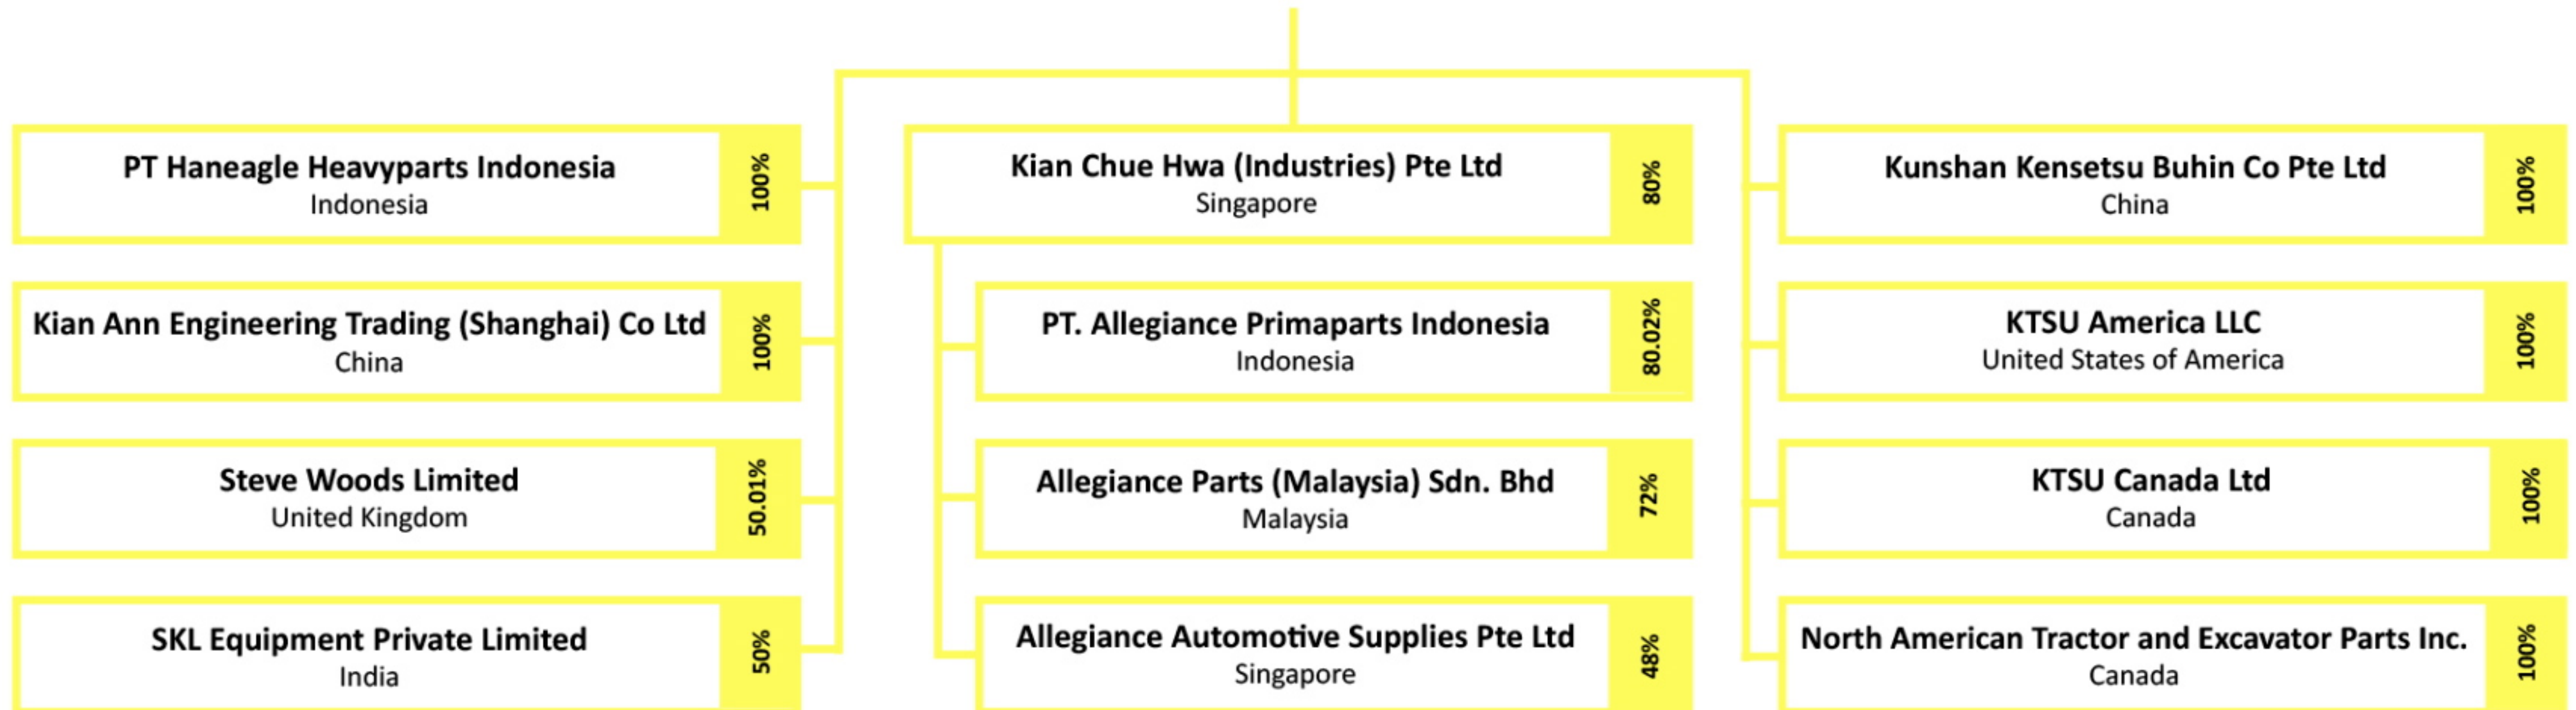 PT Haneagle Heavyparts Indonesia
Indonesia
100%
Kian Ann Engineering Trading (Shanghai) Co Ltd
China
100%
Steve Woods Limited
United Kingdom
50.01%
SKL Equipment Private Limited
India
50%
Kian Chue Hwa (Industries) Pte Ltd
Singapore
80%
PT. Allegiance Primaparts Indonesia
Indonesia
80.02%
Allegiance Parts (Malaysia) Sdn. Bhd
Malaysia
72%
Allegiance Automotive Supplies Pte Ltd
Singapore
48%
Kunshan Kensetsu Buhin Co Pte Ltd
China
100%
KTSU America LLC
United States of America
100%
KTSU Canada Ltd
Canada
100%
North American Tractor and Excavator Parts Inc.
Canada
100%